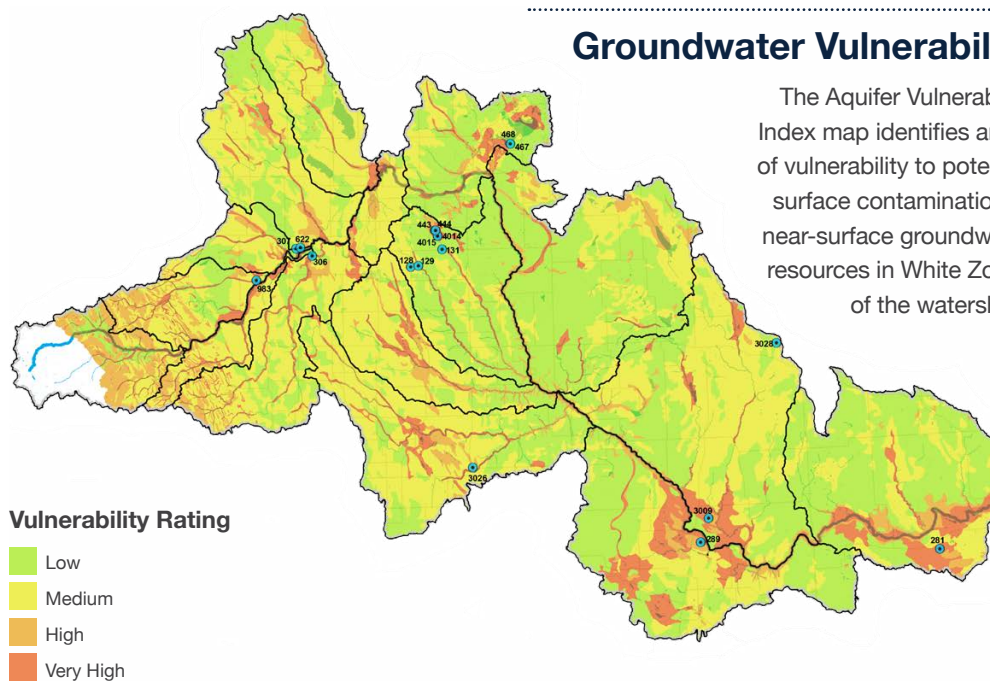 Groundwater Vulnerabil
The Aquifer Vulnerab
Index map identifies ar
of vulnerability to pote
surface contamination
near-surface groundw
resources in White Zo
of the watersh
468
467
443 444
4014
4015
131
128 129
307 622
306
983
3028
3026
3009
289
281
Vulnerability Rating
Low
Medium
High
Very High